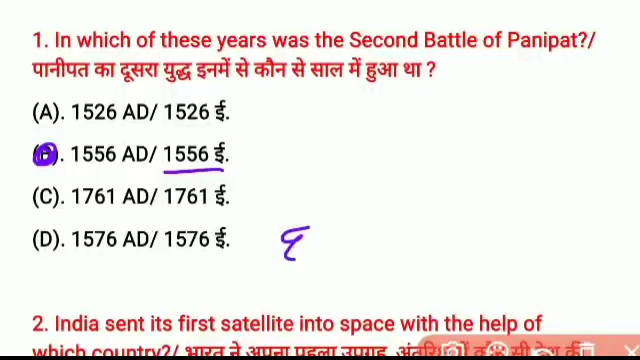 1. In which of these years was the Second Battle of Panipat?/
पानीपत का दूसरा युद्ध इनमें से कौन से साल में हुआ था ?
(A). 1526 AD/ 1526 ई.
(B). 1556 AD/ 1556 ई.
(C). 1761 AD/ 1761 ई.
(D). 1576 AD/ 1576 ई.
2. India sent its first satellite into space with the help of
which country?/ भारत ने अपना पहला उपग्रह